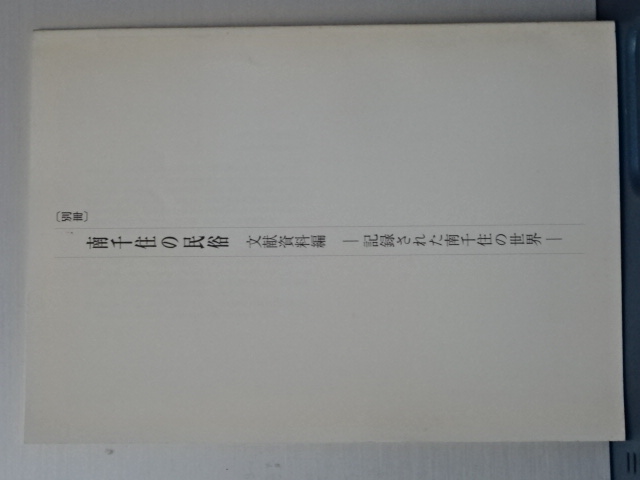 〔別冊〕
南千住の民俗 文献資料編 ―記録された南千住の世界―